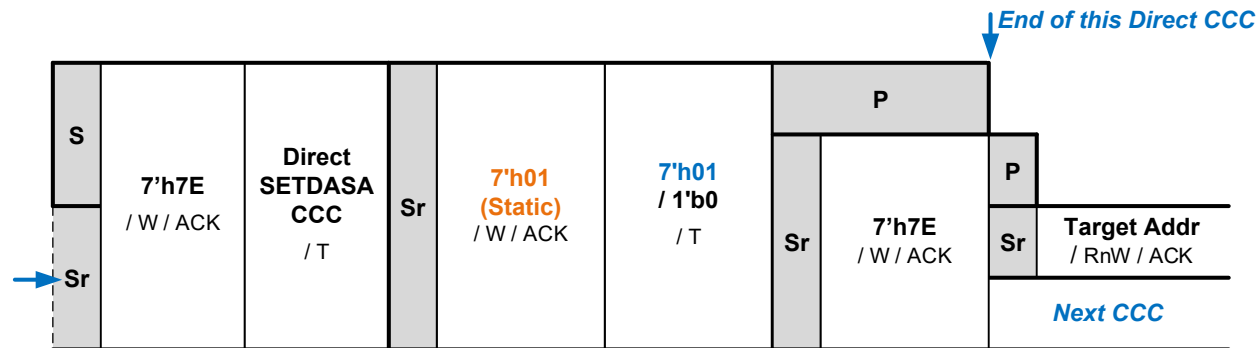 End of this Direct CCC
S
Sr
7’h7E
/ W / ACK
Direct
SETDASA
CCC
/ T
Sr
7'h01
(Static)
/ W / ACK
7'h01
/ 1'b0
/ T
P
Sr
7’h7E
/ W / ACK
P
Sr
Target Addr
/ RnW / ACK
Next CCC